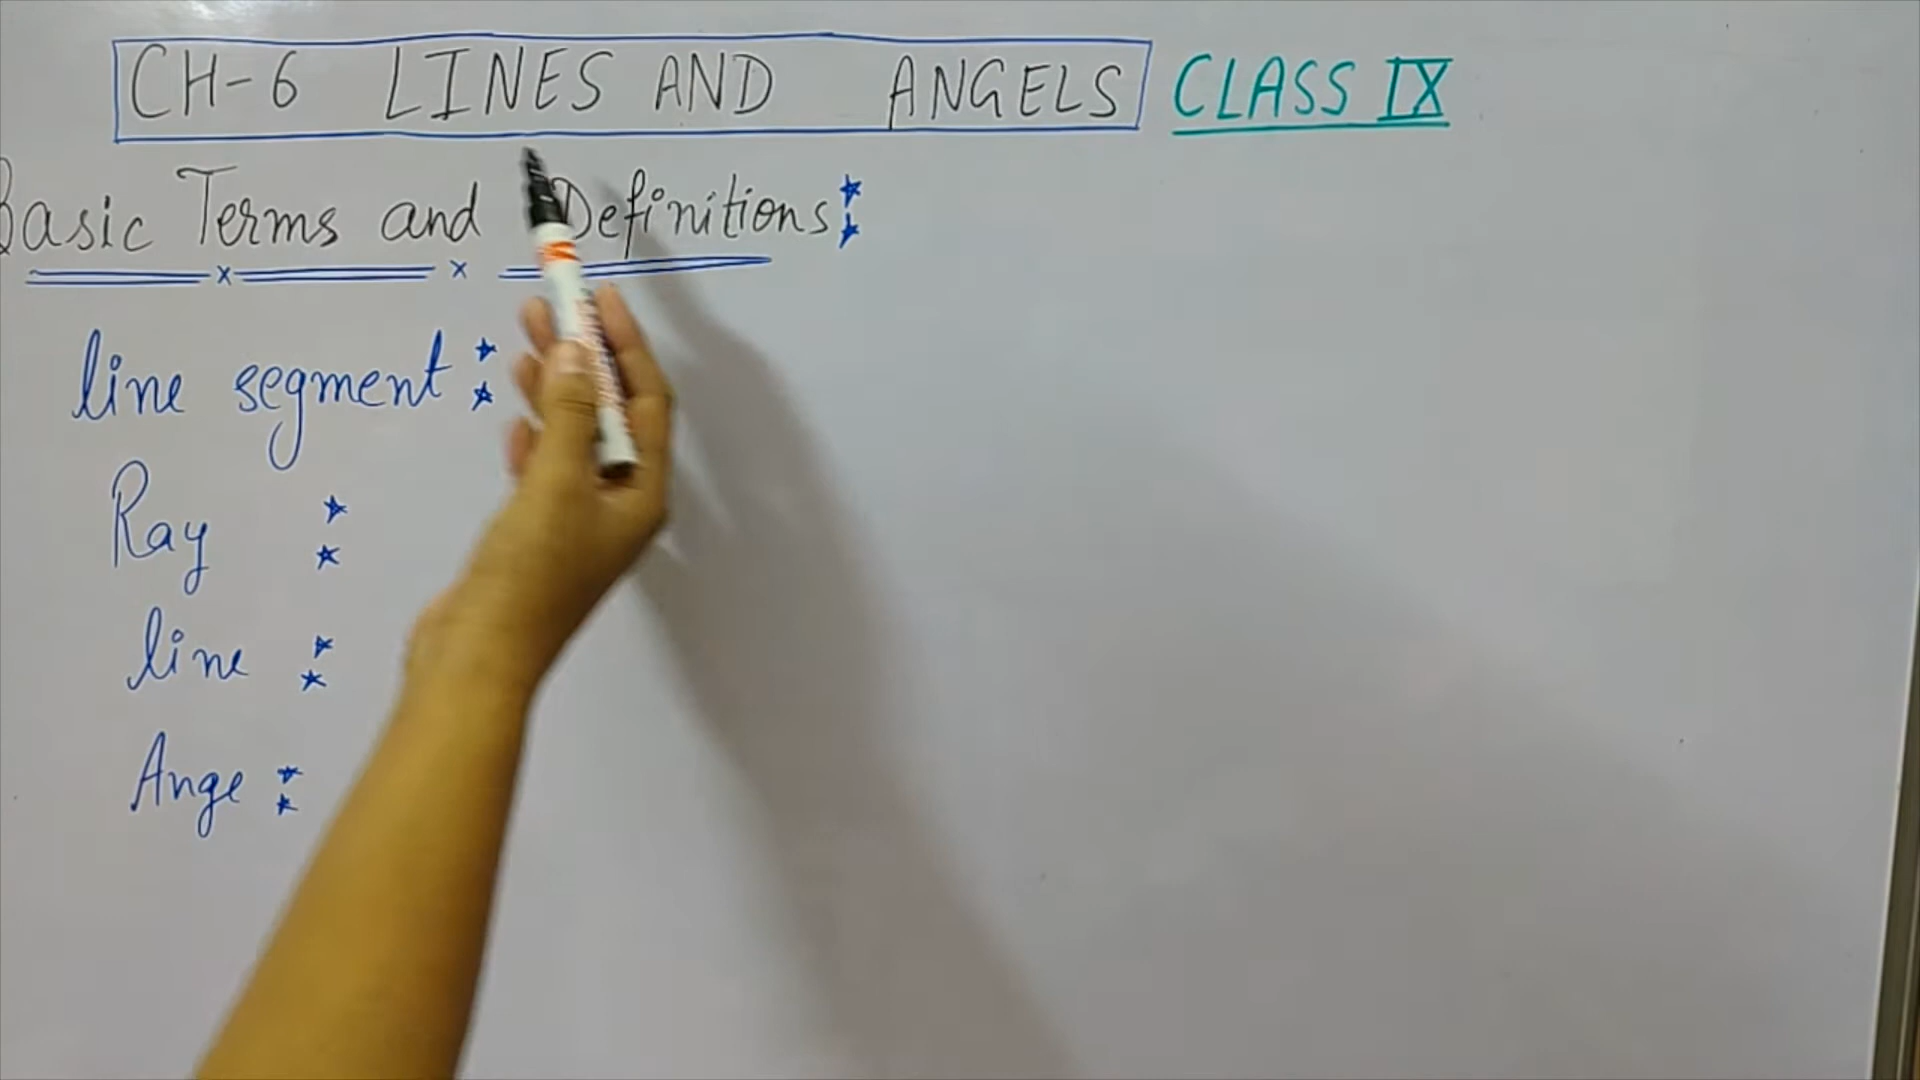 CH-6 LINES AND ANGELS CLASS IX
Basic Terms and Definitions:
line segment :
Ray :
line :
Ange :